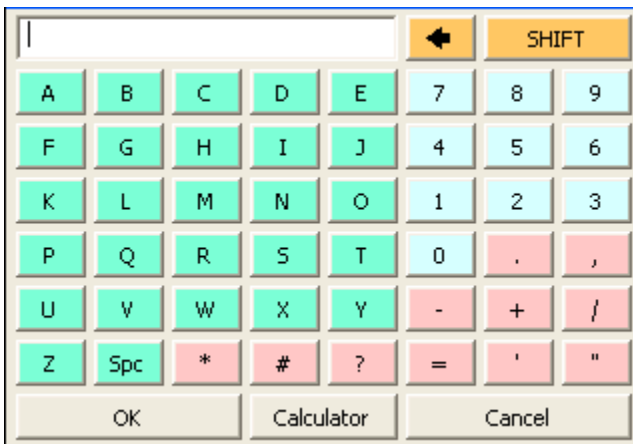 SHIFT
A B C D E 7 8 9
F G H I J 4 5 6
K L M N O 1 2 3
P Q R S T 0 . ,
U V W X Y - + /
Z Spc * # ? = ' "
OK Calculator Cancel